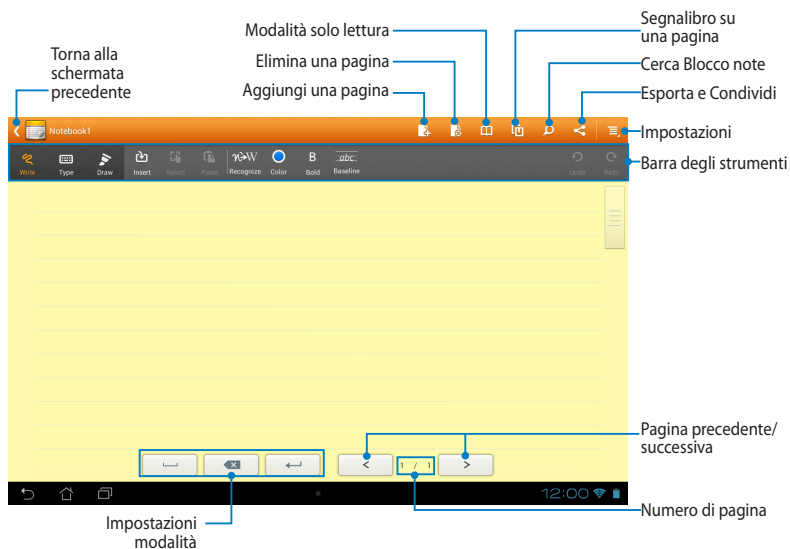 Segnalibro su
una pagina
Modalità solo lettura
Elimina una pagina
Cerca Blocco note
Torna alla
schermata
precedente
Aggiungi una pagina
Esporta e Condividi
Notebook1
Impostazioni
n W abc
B
Write Type Draw Insert Select Paste Recognize Color Bold Baseline Undo Redo
Barra degli strumenti
Pagina precedente/
successiva
< 1 / 1 >
12:00
Numero di pagina
Impostazioni
modalità